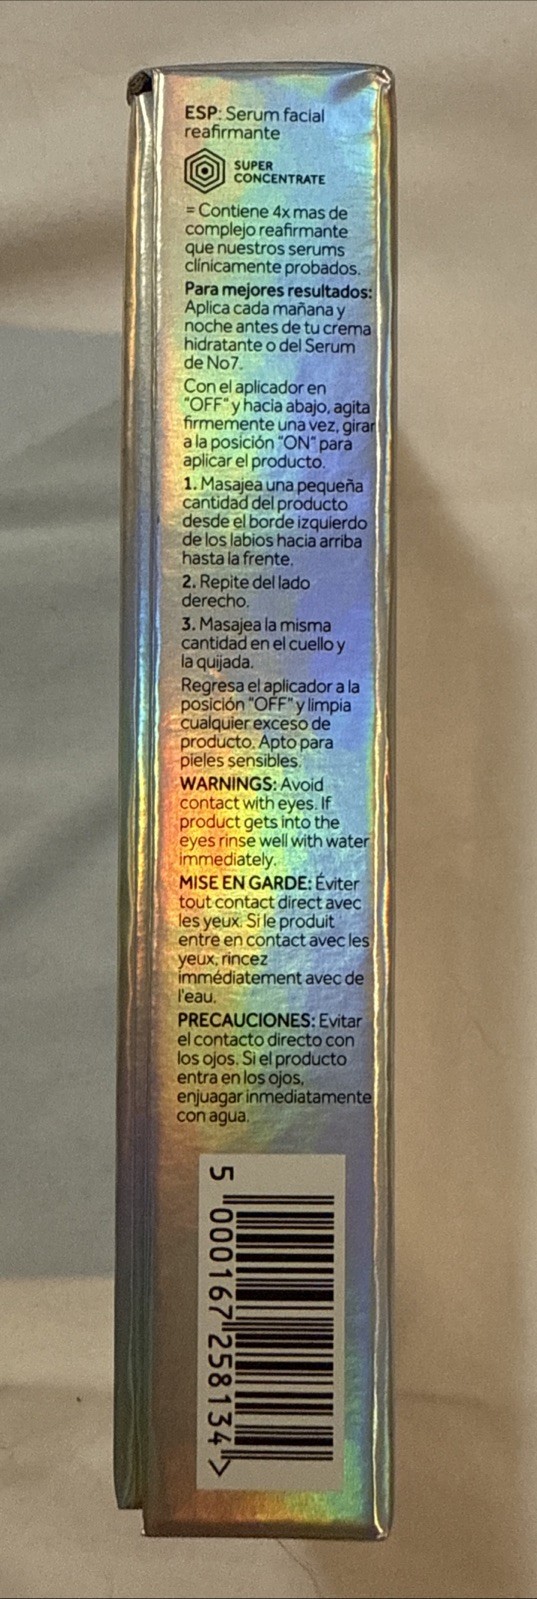 ESP: Serum facial
reafirmante
SUPER
CONCENTRATE
= Contiene 4x mas de
complejo reafirmante
que nuestros serums
clínicamente probados.
Para mejores resultados:
Aplica cada mañana y
noche antes de tu crema
hidratante o del Serum
de No7.
Con el aplicador en
"OFF" y hacia abajo, agita
firmemente una vez, girar
a la posición "ON" para
aplicar el producto.
1. Masajea una pequeña
cantidad del producto
desde el borde izquierdo
de los labios hacia arriba
hasta la frente.
2. Repite del lado
derecho.
3. Masajea la misma
cantidad en el cuello y
la quijada.
Regresa el aplicador a la
posición "OFF" y limpia
cualquier exceso de
producto. Apto para
pieles sensibles.
WARNINGS: Avoid
contact with eyes. If
product gets into the
eyes rinse well with water
immediately.
MISE EN GARDE: Éviter
tout contact direct avec
les yeux. Si le produit
entre en contact avec les
yeux, rincez
immédiatement avec de
l'eau.
PRECAUCIONES: Evitar
el contacto directo con
los ojos. Si el producto
entra en los ojos,
enjuagar inmediatamente
con agua.
5 000167 258134 >